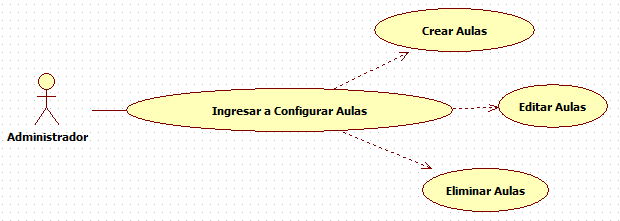 Crear Aulas
Ingresar a Configurar Aulas
Editar Aulas
Administrador
Eliminar Aulas